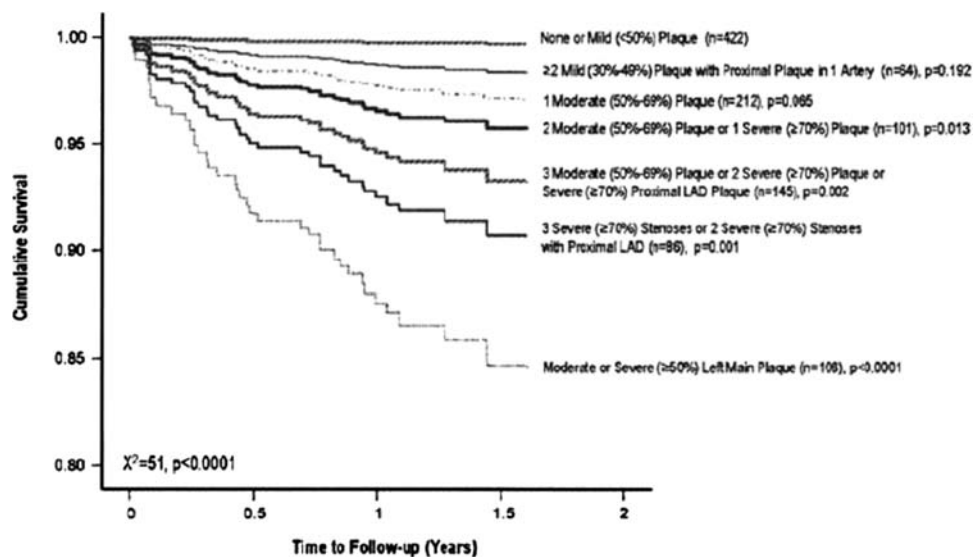 1.00
0.95
0.90
0.85
0.80
Cumulative Survival
None or Mild (<50%) Plaque (n=422)
≥2 Mild (30%-49%) Plaque with Proximal Plaque in 1 Artery (n=64), p=0.192
1 Moderate (50%-69%) Plaque (n=212), p=0.065
2 Moderate (50%-69%) Plaque or 1 Severe (≥70%) Plaque (n=101), p=0.013
3 Moderate (50%-69%) Plaque or 2 Severe (≥70%) Plaque or
Severe (≥70%) Proximal LAD Plaque (n=145), p=0.002
3 Severe (≥70%) Stenoses or 2 Severe (≥70%) Stenoses
with Proximal LAD (n=86), p=0.001
Moderate or Severe (≥50%) Left Main Plaque p<0.0001
X²=51, p<0.0001
0 0.5 1 1.5 2
Time to Follow-up (Years)